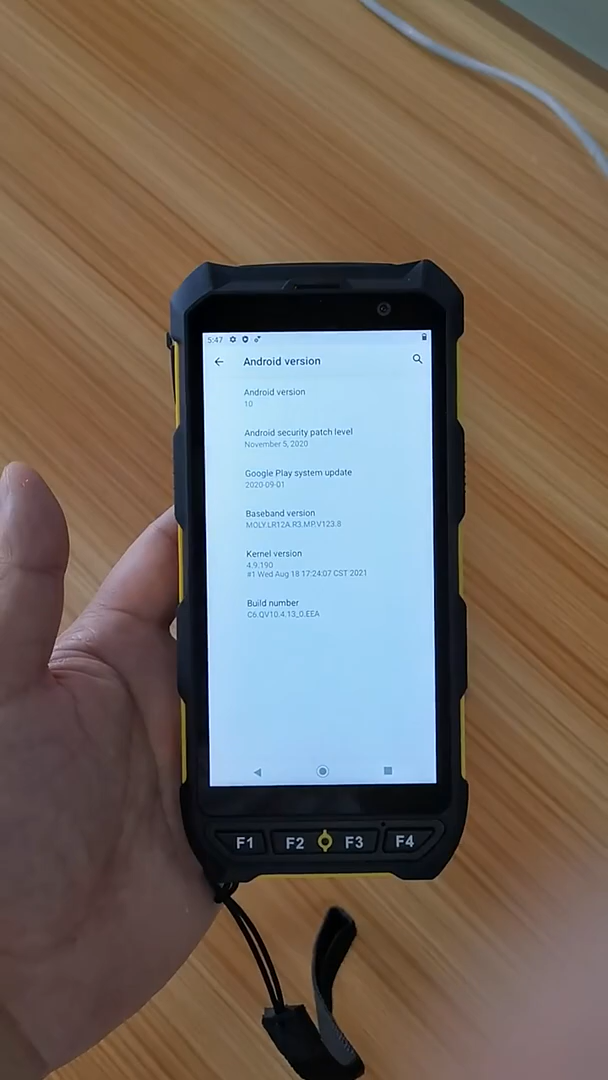 5:47
Android version
Android version
10
Android security patch level
November 5, 2020
Google Play system update
2020-09-01
Baseband version
MOLY.LR12A.R3.MP.V123.8
Kernel version
4.9.190
#1 Wed Aug 18 17:24:07 CST 2021
Build number
C6.QV10.4.13_0.EEA
F1 F2 F3 F4